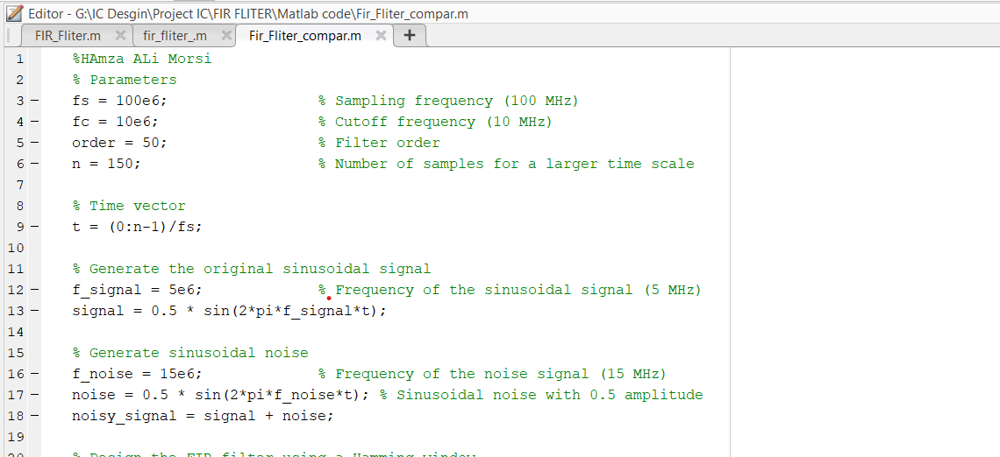 Editor - G:\IC Desgin\Project IC\FIR FLITER\Matlab code\Fir_Fliter_compar.m
FIR_Fliter.m × fir_fliter_.m × Fir_Fliter_compar.m × +
1 %HAmza ALi Morsi
2 % Parameters
3 - fs = 100e6; % Sampling frequency (100 MHz)
4 - fc = 10e6; % Cutoff frequency (10 MHz)
5 - order = 50; % Filter order
6 - n = 150; % Number of samples for a larger time scale
7
8 % Time vector
9 - t = (0:n-1)/fs;
10
11 % Generate the original sinusoidal signal
12 - f_signal = 5e6; % Frequency of the sinusoidal signal (5 MHz)
13 - signal = 0.5 * sin(2*pi*f_signal*t);
14
15 % Generate sinusoidal noise
16 - f_noise = 15e6; % Frequency of the noise signal (15 MHz)
17 - noise = 0.5 * sin(2*pi*f_noise*t); % Sinusoidal noise with 0.5 amplitude
18 - noisy_signal = signal + noise;
19
20 % Design the FIR filter using a Hamming window